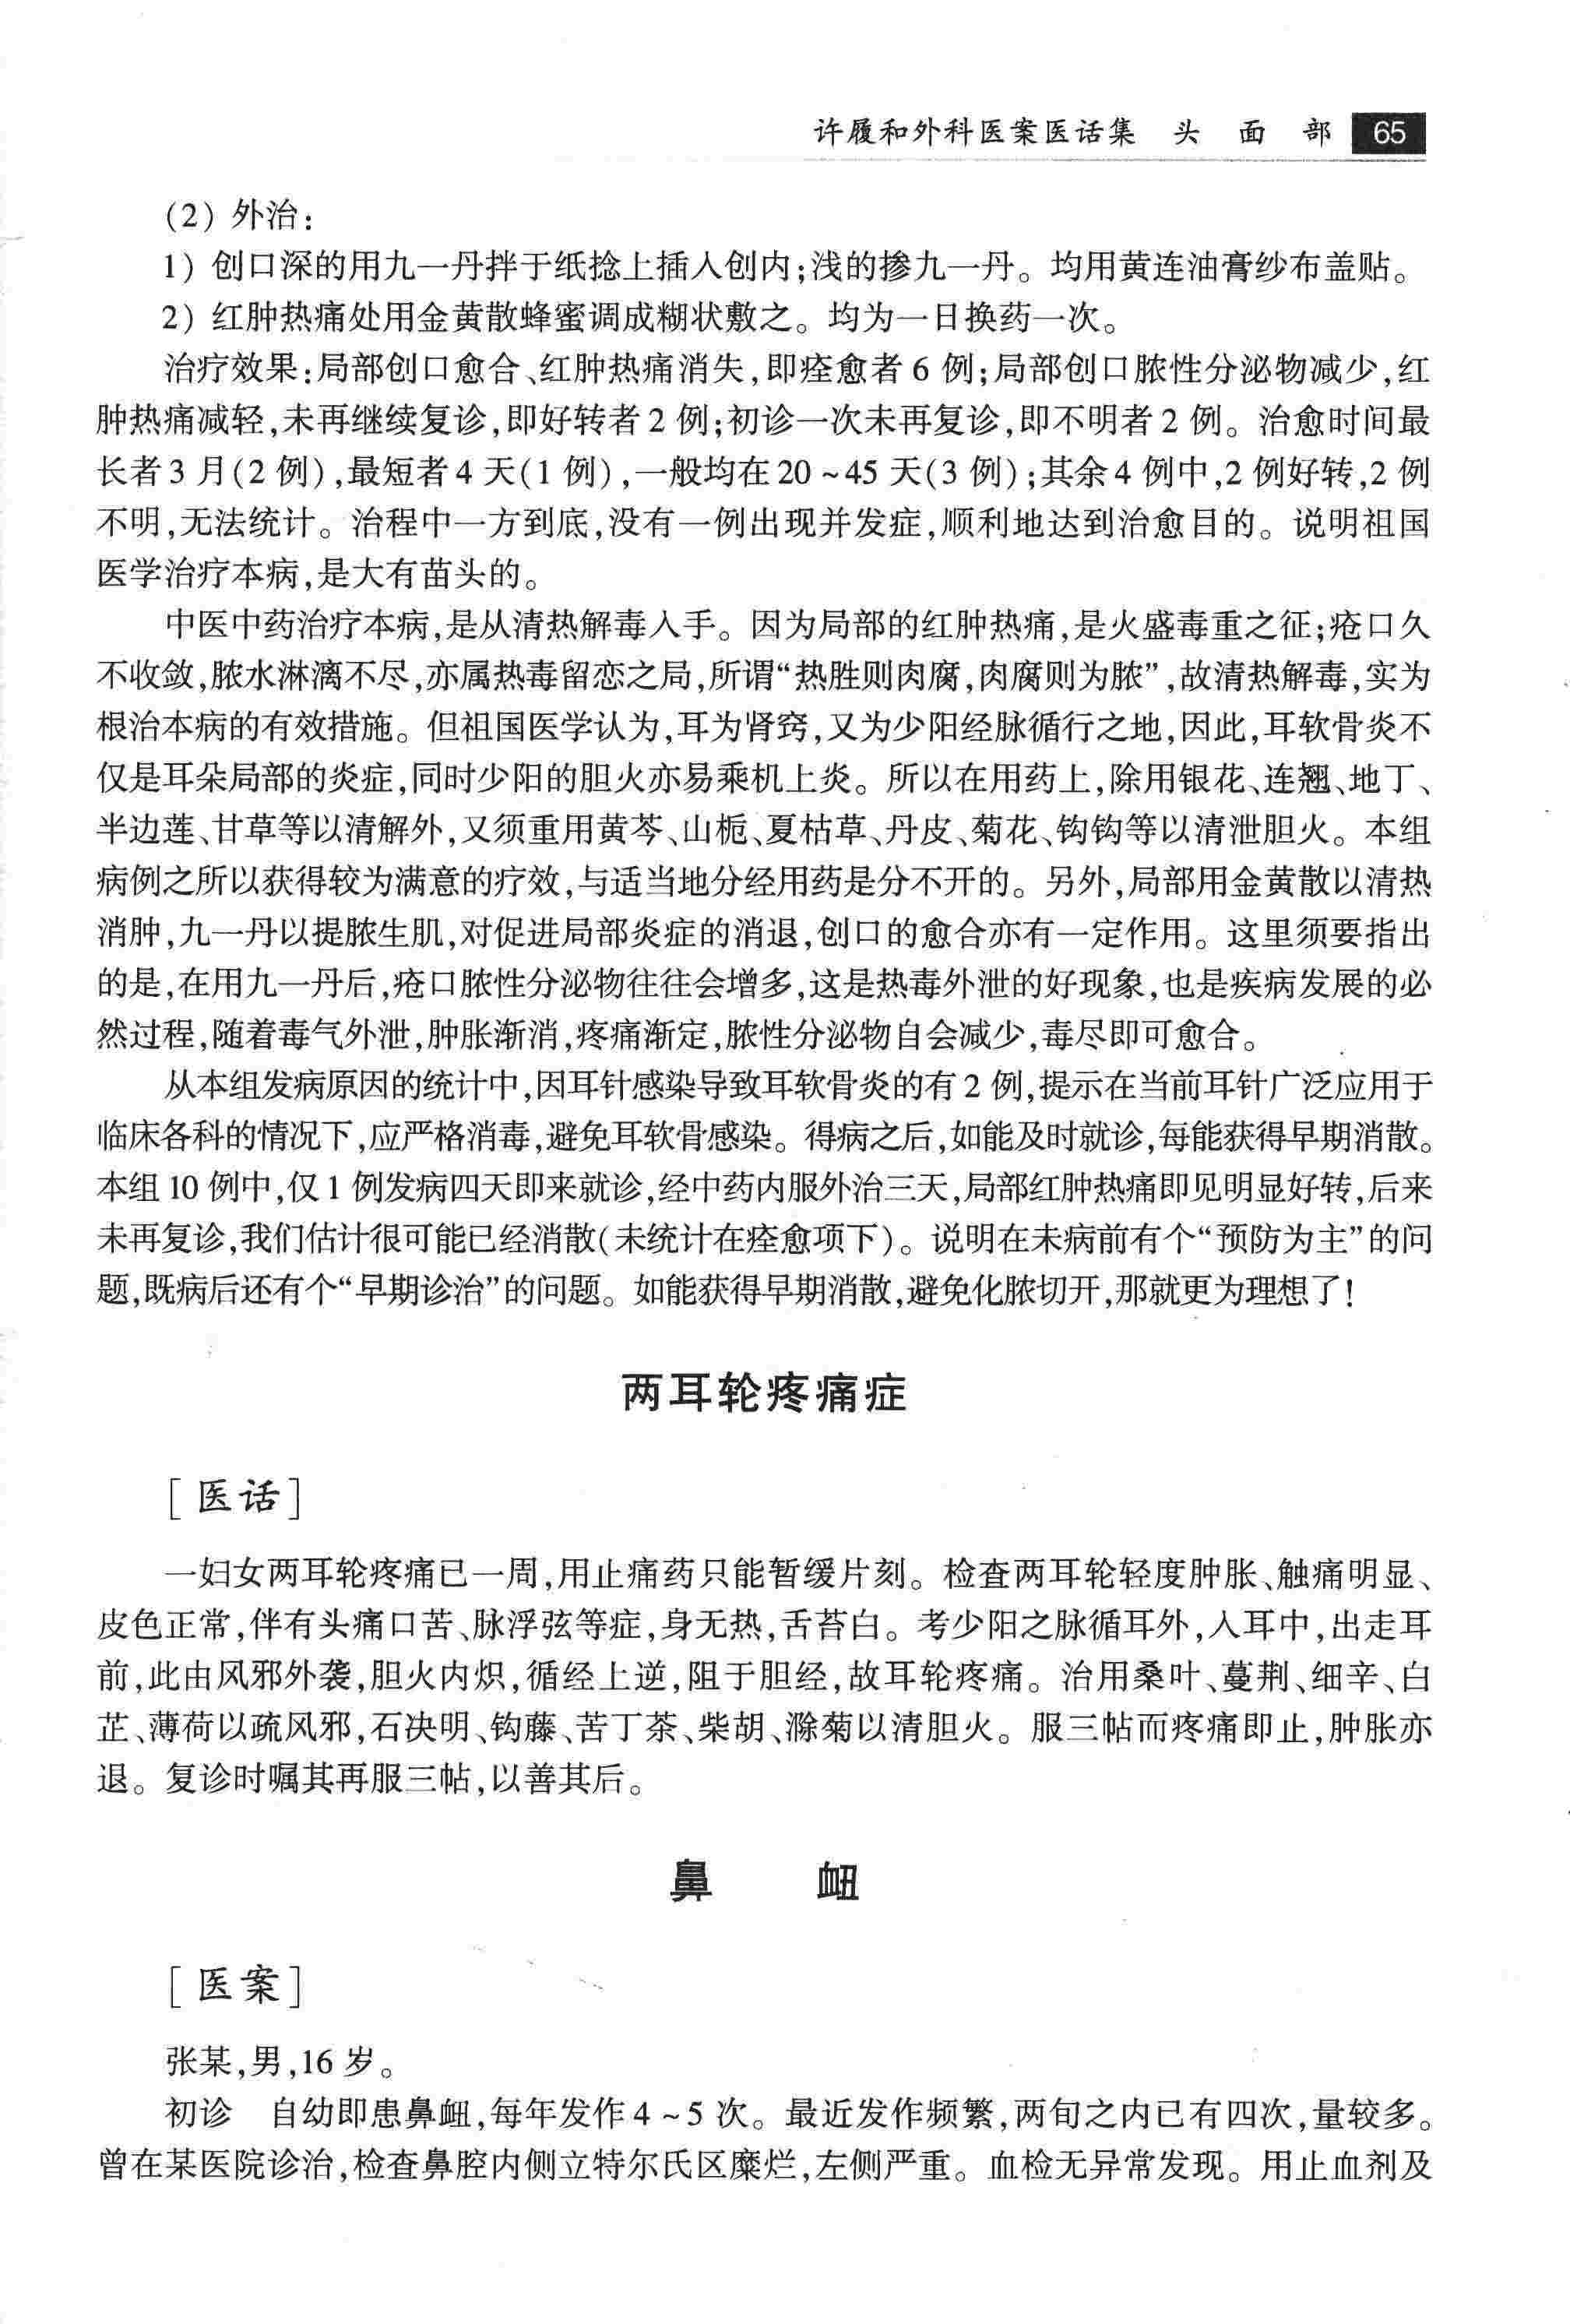 许履和外科医案医话集 头 面 部 65
(2) 外治:
1) 创口深的用九一丹拌于纸捻上插入创内;浅的掺九一丹。均用黄连油膏纱布盖贴。
2) 红肿热痛处用金黄散蜂蜜调成糊状敷之。均为一日换药一次。
治疗效果:局部创口愈合、红肿热痛消失,即痊愈者 6 例;局部创口脓性分泌物减少,红
肿热痛减轻,未再继续复诊,即好转者 2 例;初诊一次未再复诊,即不明者 2 例。治愈时间最
长者 3 月(2 例),最短者 4 天(1 例),一般均在 20 ~ 45 天(3 例);其余 4 例中,2 例好转,2 例
不明,无法统计。治程中一方到底,没有一例出现并发症,顺利地达到治愈目的。说明祖国
医学治疗本病,是大有苗头的。
中医中药治疗本病,是从清热解毒入手。因为局部的红肿热痛,是火盛毒重之征;疮口久
不收敛,脓水淋漓不尽,亦属热毒留恋之局,所谓“热胜则肉腐,肉腐则为脓”,故清热解毒,实为
根治本病的有效措施。但祖国医学认为,耳为肾窍,又为少阳经脉循行之地,因此,耳软骨炎不
仅是耳朵局部的炎症,同时少阳的胆火亦易乘机上炎。所以在用药上,除用银花、连翘、地丁、
半边莲、甘草等以清解外,又须重用黄芩、山栀、夏枯草、丹皮、菊花、钩钩等以清泄胆火。本组
病例之所以获得较为满意的疗效,与适当地分经用药是分不开的。另外,局部用金黄散以清热
消肿,九一丹以提脓生肌,对促进局部炎症的消退,创口的愈合亦有一定作用。这里须要指出
的是,在用九一丹后,疮口脓性分泌物往往会增多,这是热毒外泄的好现象,也是疾病发展的必
然过程,随着毒气外泄,肿胀渐消,疼痛渐定,脓性分泌物自会减少,毒尽即可愈合。
从本组发病原因的统计中,因耳针感染导致耳软骨炎的有 2 例,提示在当前耳针广泛应用于
临床各科的情况下,应严格消毒,避免耳软骨感染。得病之后,如能及时就诊,每能获得早期消散。
本组 10 例中,仅 1 例发病四天即来就诊,经中药内服外治三天,局部红肿热痛即见明显好转,后来
未再复诊,我们估计很可能已经消散(未统计在痊愈项下)。说明在未病前有个“预防为主”的问
题,既病后还有个“早期诊治”的问题。如能获得早期消散,避免化脓切开,那就更为理想了!
两耳轮疼痛症
[医话]
一妇女两耳轮疼痛已一周,用止痛药只能暂缓片刻。检查两耳轮轻度肿胀、触痛明显、
皮色正常,伴有头痛口苦、脉浮弦等症,身无热,舌苔白。考少阳之脉循耳外,入耳中,出走耳
前,此由风邪外袭,胆火内炽,循经上逆,阻于胆经,故耳轮疼痛。治用桑叶、蔓荆、细辛、白
芷、薄荷以疏风邪,石决明、钩藤、苦丁茶、柴胡、滁菊以清胆火。服三帖而疼痛即止,肿胀亦
退。复诊时嘱其再服三帖,以善其后。
鼻 衄
[医案]
张某,男,16 岁。
初诊 自幼即患鼻衄,每年发作 4 ~ 5 次。最近发作频繁,两旬之内已有四次,量较多。
曾在某医院诊治,检查鼻腔内侧立特尔氏区糜烂,左侧严重。血检无异常发现。用止血剂及